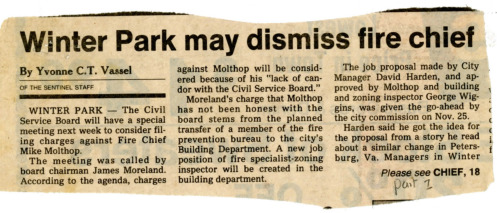 Winter Park may dismiss fire chief
By Yvonne C.T. Vassel
OF THE SENTINEL STAFF
WINTER PARK — The Civil
Service Board will have a special
meeting next week to consider fil-
ing charges against Fire Chief
Mike Molthop.
The meeting was called by
board chairman James Moreland.
According to the agenda, charges
against Molthop will be consid-
ered because of his "lack of can-
dor with the Civil Service Board."
Moreland's charge that Molthop
has not been honest with the
board stems from the planned
transfer of a member of the fire
prevention bureau to the city's
Building Department. A new job
position of fire specialist-zoning
inspector will be created in the
building department.
The job proposal made by City
Manager David Harden, and ap-
proved by Molthop and building
and zoning inspector George Wig-
gins, was given the go-ahead by
the city commission on Nov. 25.
Harden said he got the idea for
the proposal from a story he read
about a similar change in Peters-
burg, Va. Managers in Winter
Please see CHIEF, 18
part I